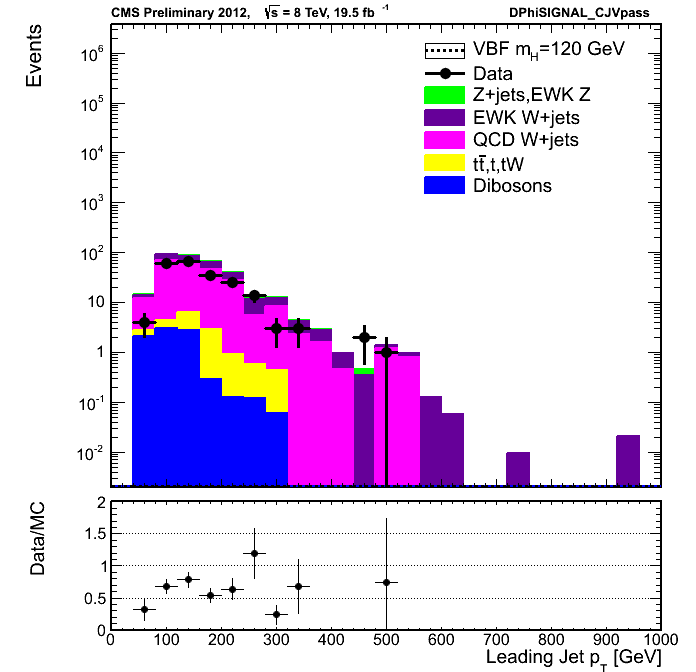 CMS Preliminary 2012, √s = 8 TeV, 19.5 fb⁻¹ DPhiSIGNAL_CJVpass
Events
10⁶
10⁵
10⁴
10³
10²
10
1
10⁻¹
10⁻²
VBF m_H=120 GeV
Data
Z+jets,EWK Z
EWK W+jets
QCD W+jets
tt̄,t,tW
Dibosons
Data/MC
2
1.5
1
0.5
0
0 100 200 300 400 500 600 700 800 900 1000
Leading Jet p_T [GeV]